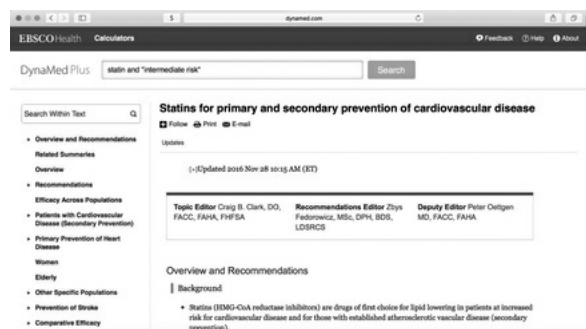 dynamed.com
EBSCOHealth Calculators Feedback Help About
DynaMed Plus statin and "intermediate risk" Search
Search Within Text
Overview and Recommendations
Related Summaries
Overview
Recommendations
Efficacy Across Populations
Patients with Cardiovascular
Disease (Secondary Prevention)
Primary Prevention of Heart
Disease
Women
Elderly
Other Specific Populations
Prevention of Stroke
Comparative Efficacy
Statins for primary and secondary prevention of cardiovascular disease
Follow Print E-mail
Updates
[+]Updated 2016 Nov 28 10:15 AM (ET)
Topic Editor Craig B. Clark, DO,
FACC, FAHA, FHFSA
Recommendations Editor Zbys
Fedorowicz, MSc, DPH, BDS,
LDSRCS
Deputy Editor Peter Oettgen
MD, FACC, FAHA
Overview and Recommendations
Background
Statins (HMG-CoA reductase inhibitors) are drugs of first choice for lipid lowering in patients at increased
risk for cardiovascular disease and for those with established atherosclerotic vascular disease (secondary
prevention)